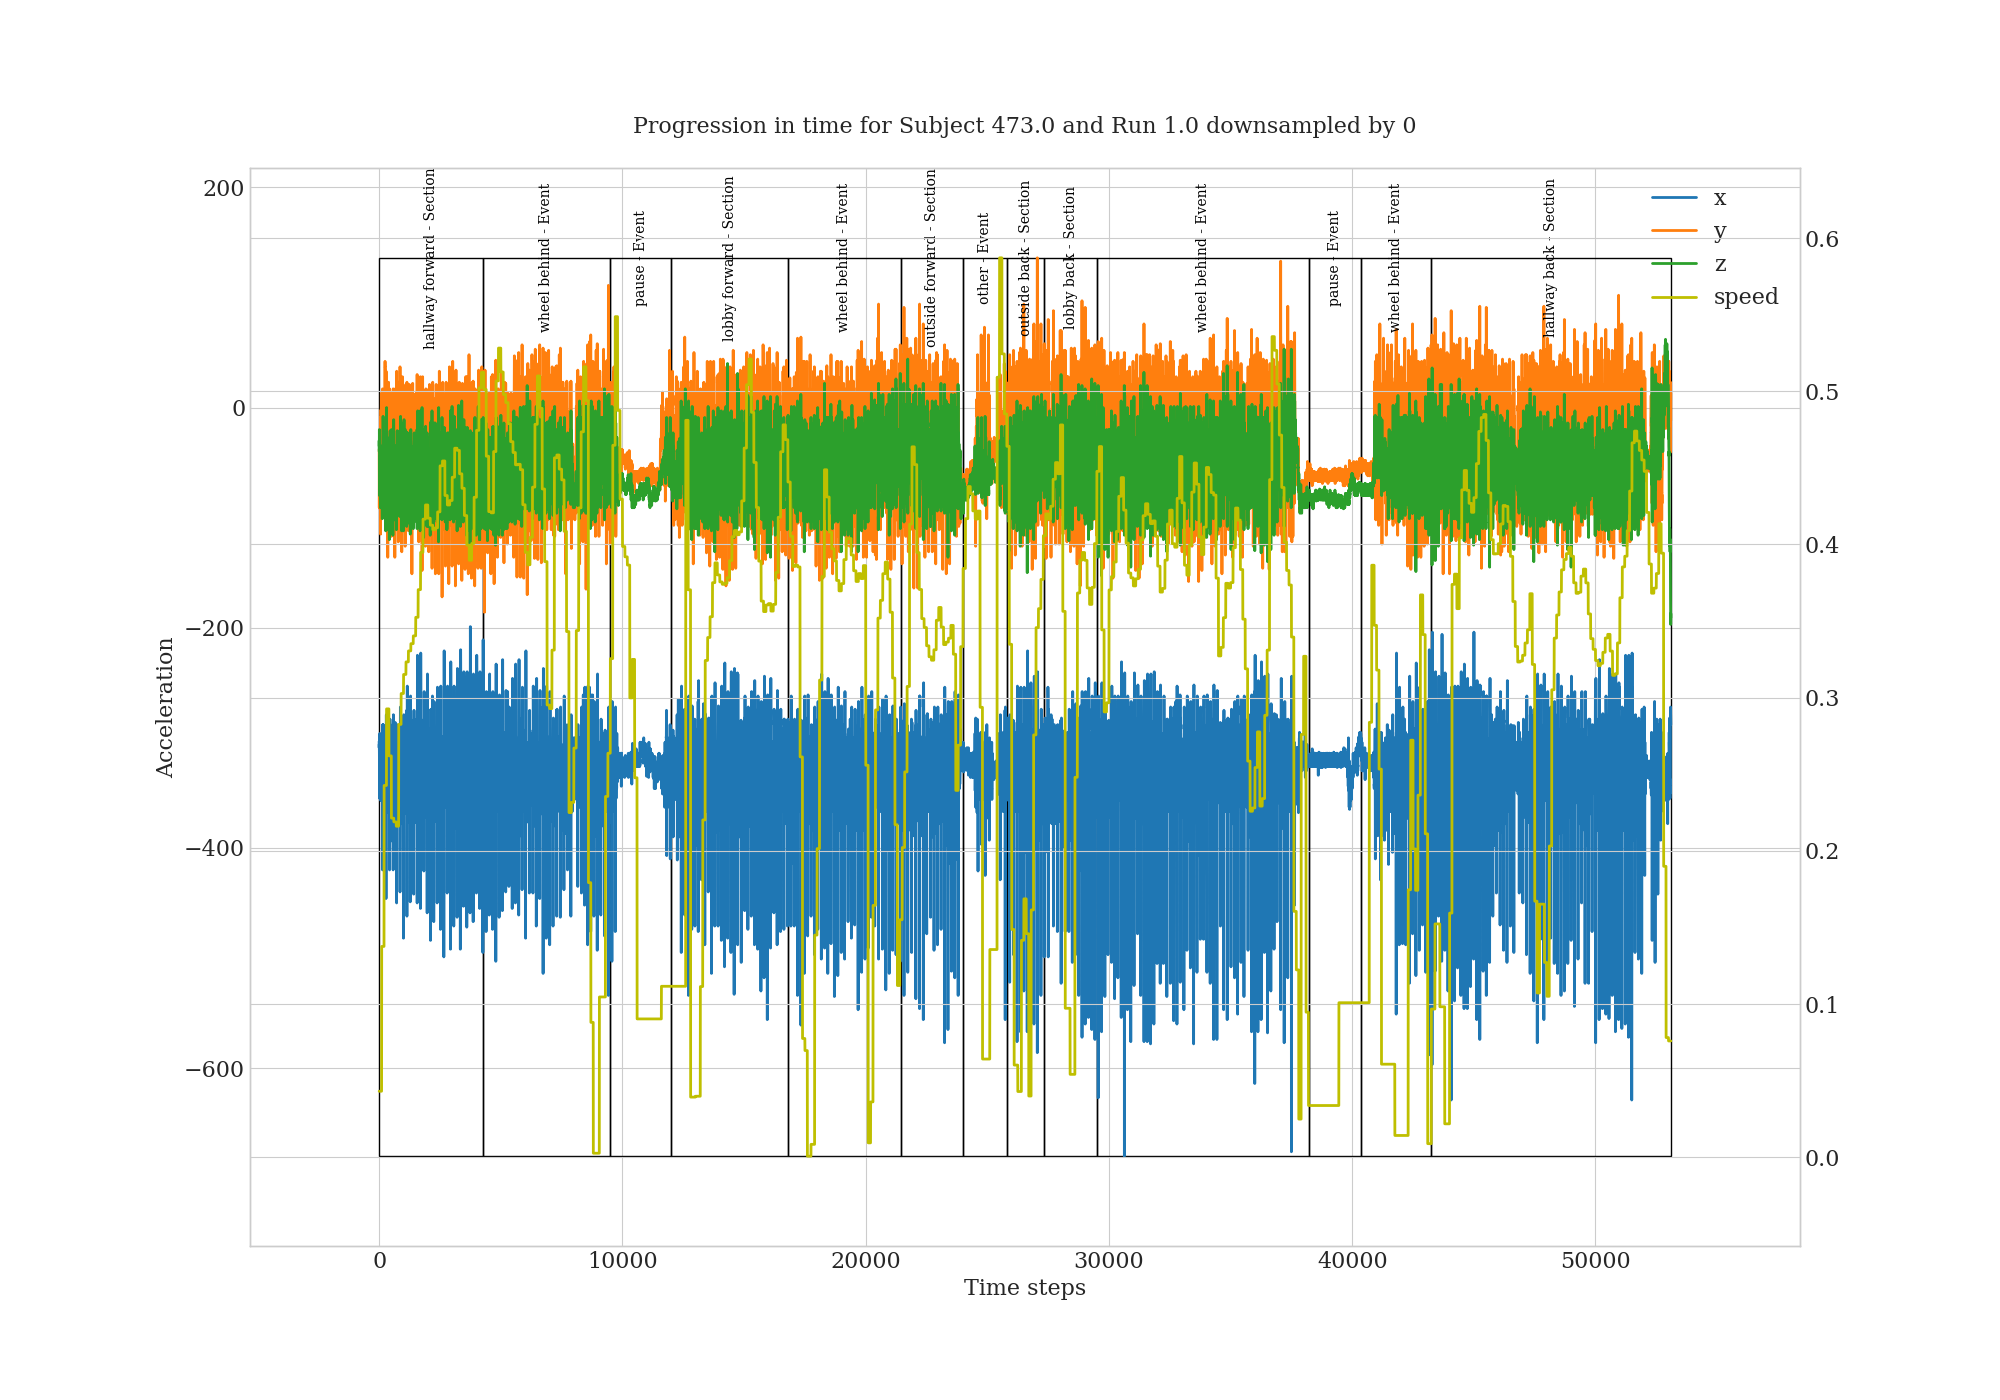 Progression in time for Subject 473.0 and Run 1.0 downsampled by 0
hallway forward - Section
wheel behind - Event
pause - Event
lobby forward - Section
wheel behind - Event
outside forward - Section
other - Event
outside back - Section
lobby back - Section
wheel behind - Event
pause - Event
wheel behind - Event
hallway back - Section
x
y
z
speed
200
0
−200
−400
−600
Acceleration
0.6
0.5
0.4
0.3
0.2
0.1
0.0
0 10000 20000 30000 40000 50000
Time steps